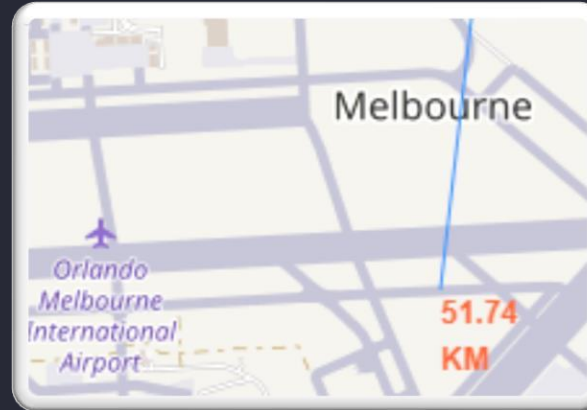 Melbourne
Orlando
Melbourne
International
Airport
51.74
KM